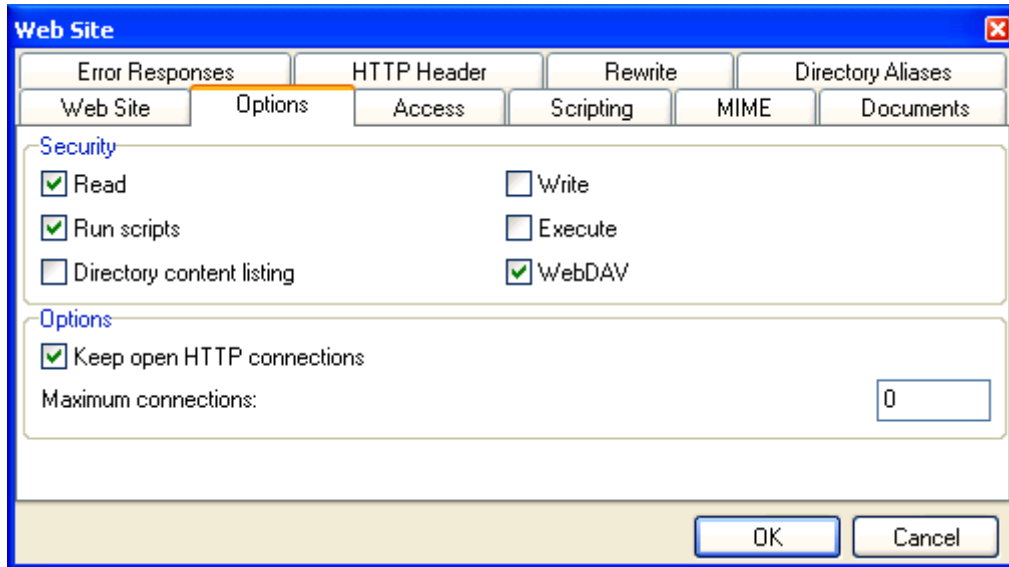 Web Site
Error Responses HTTP Header Rewrite Directory Aliases
Web Site Options Access Scripting MIME Documents
Security
Read Write
Run scripts Execute
Directory content listing WebDAV
Options
Keep open HTTP connections
Maximum connections: 0
OK Cancel